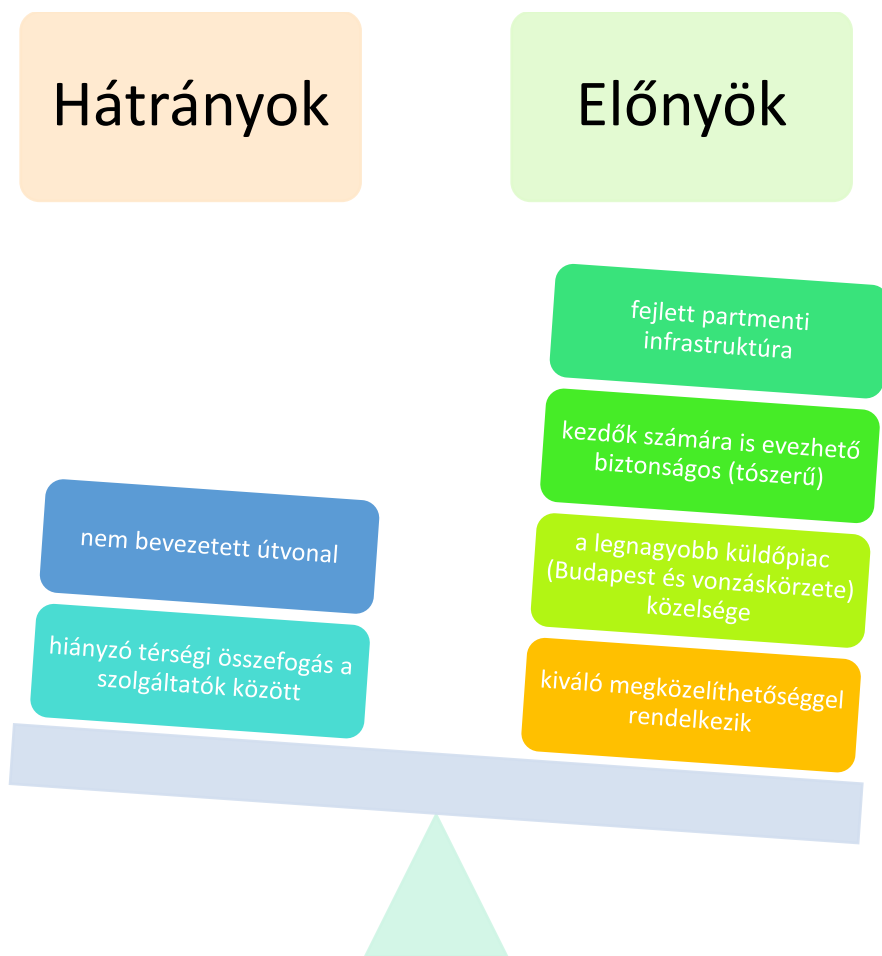 Hátrányok
Előnyök
nem bevezetett útvonal
hiányzó térségi összefogás a
szolgáltatók között
fejlett partmenti
infrastruktúra
kezdők számára is evezhető
biztonságos (tószerű)
a legnagyobb küldőpiac
(Budapest és vonzáskörzete)
közelsége
kiváló megközelíthetőséggel
rendelkezik